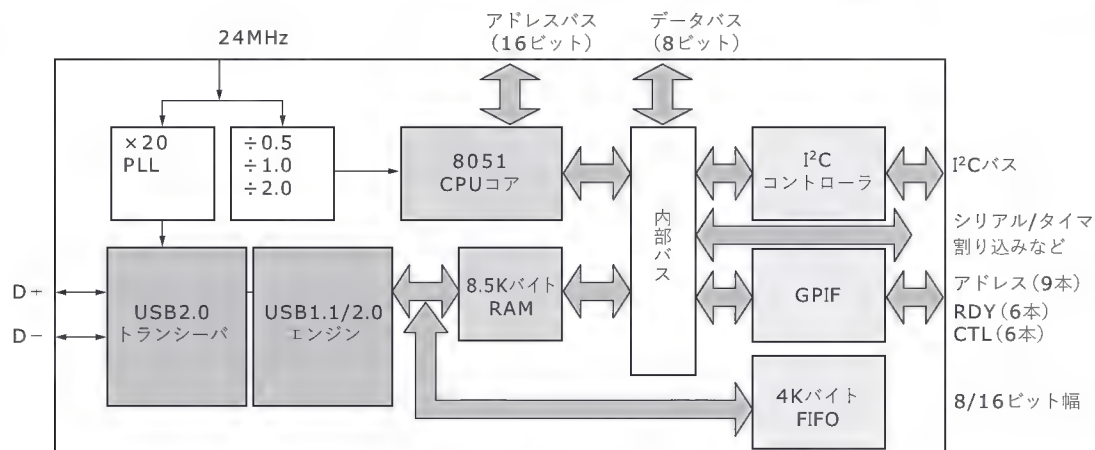 アドレスバス
(16ビット)
データバス
(8ビット)
24MHz
×20
PLL
÷0.5
÷1.0
÷2.0
8051
CPUコア
I²C
コントローラ
I²Cバス
内部バス
シリアル/タイマ
割り込みなど
D+
D−
USB2.0
トランシーバ
USB1.1/2.0
エンジン
8.5Kバイト
RAM
GPIF
アドレス(9本)
RDY(6本)
CTL(6本)
4Kバイト
FIFO
8/16ビット幅